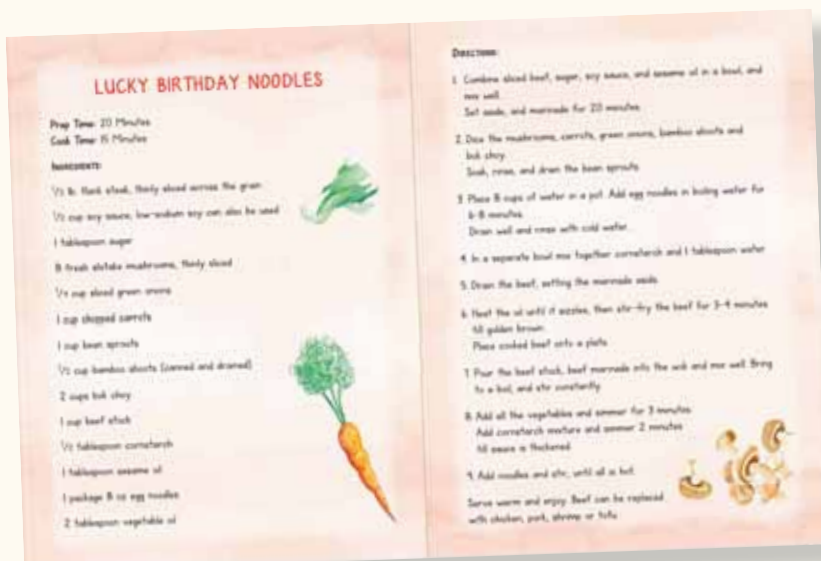 LUCKY BIRTHDAY NOODLES
Prep Time: 20 Minutes
Cook Time: 15 Minutes
INGREDIENTS:
1/2 lb. flank steak, thinly sliced across the grain
1/2 cup soy sauce, low-sodium soy can also be used
1 tablespoon sugar
8 fresh shitake mushrooms, thinly sliced
cup sliced green onions
1 cup chopped carrots
1 cup bean sprouts
1/2 cup bamboo shoots (canned and drained)
2 cups bok choy
1 cup beef stock
1/2 tablespoon cornstarch
1 tablespoon sesame oil
1 package 8 oz egg noodles
2 tablespoon vegetable oil
DIRECTIONS:
1. Combine sliced beef, sugar, soy sauce, and sesame oil in a bowl, and
mix well.
Set aside, and marinade for 20 minutes.
2. Dice the mushrooms, carrots, green onions, bamboo shoots and
bok choy.
Soak, rinse, and drain the bean sprouts.
3. Place 8 cups of water in a pot. Add egg noodles in boiling water for
6-8 minutes.
Drain well and rinse with cold water.
4. In a separate bowl mix together cornstarch and 1 tablespoon water
5. Drain the beef, setting the marinade aside.
6. Heat the oil until it sizzles, then stir-fry the beef for 3-4 minutes
till golden brown.
Place cooked beef onto a plate.
7. Pour the beef stock, beef marinade into the wok and mix well. Bring
to a boil, and stir constantly.
8. Add all the vegetables and simmer for 3 minutes.
Add cornstarch mixture and simmer 2 minutes
till sauce is thickened.
9. Add noodles and stir, until all is hot.
Serve warm and enjoy. Beef can be replaced
with chicken, pork, shrimp or tofu.